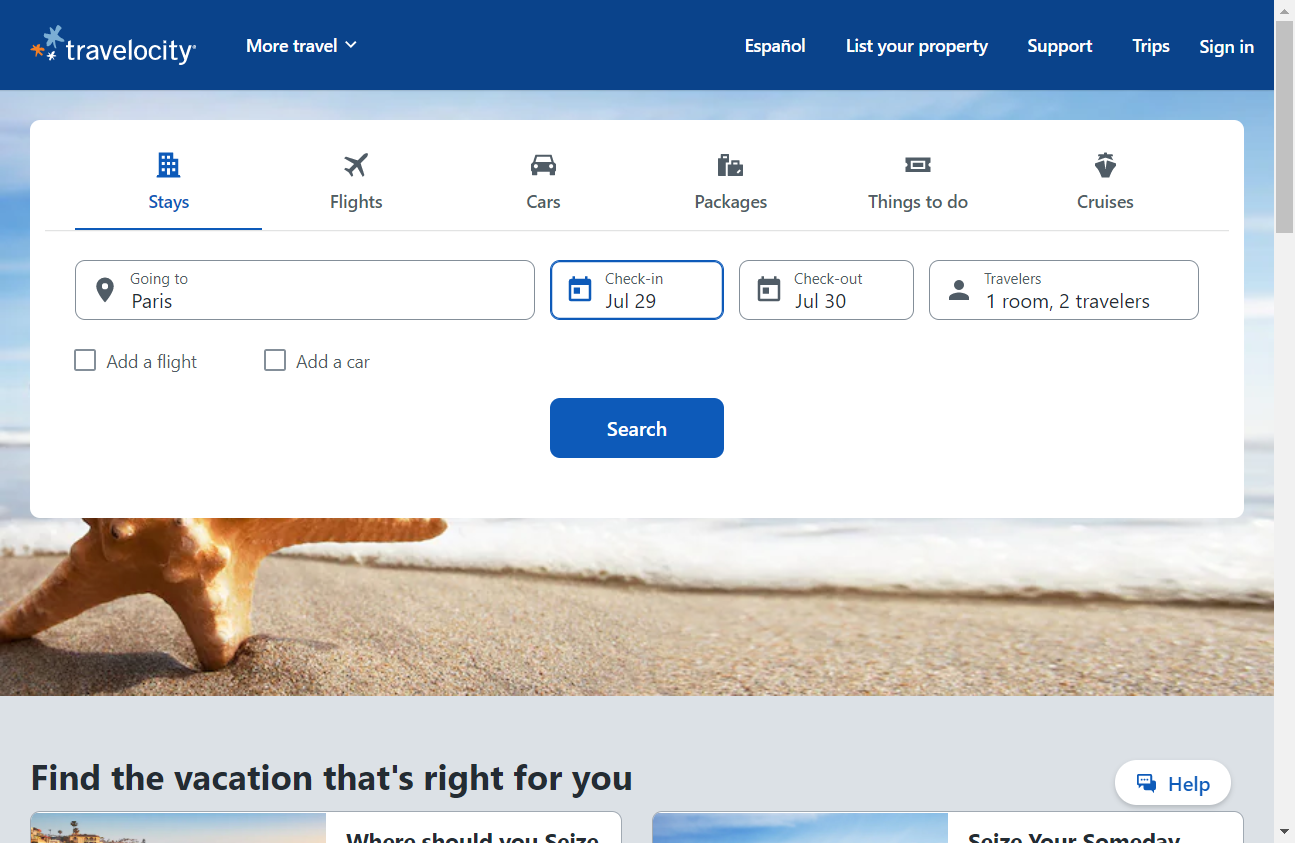 travelocity
More travel
Español
List your property
Support
Trips
Sign in
Stays
Flights
Cars
Packages
Things to do
Cruises
Going to
Paris
Check-in
Jul 29
Check-out
Jul 30
Travelers
1 room, 2 travelers
Add a flight
Add a car
Search
Find the vacation that's right for you
Help
Where should you Seize
Seize Your Someday